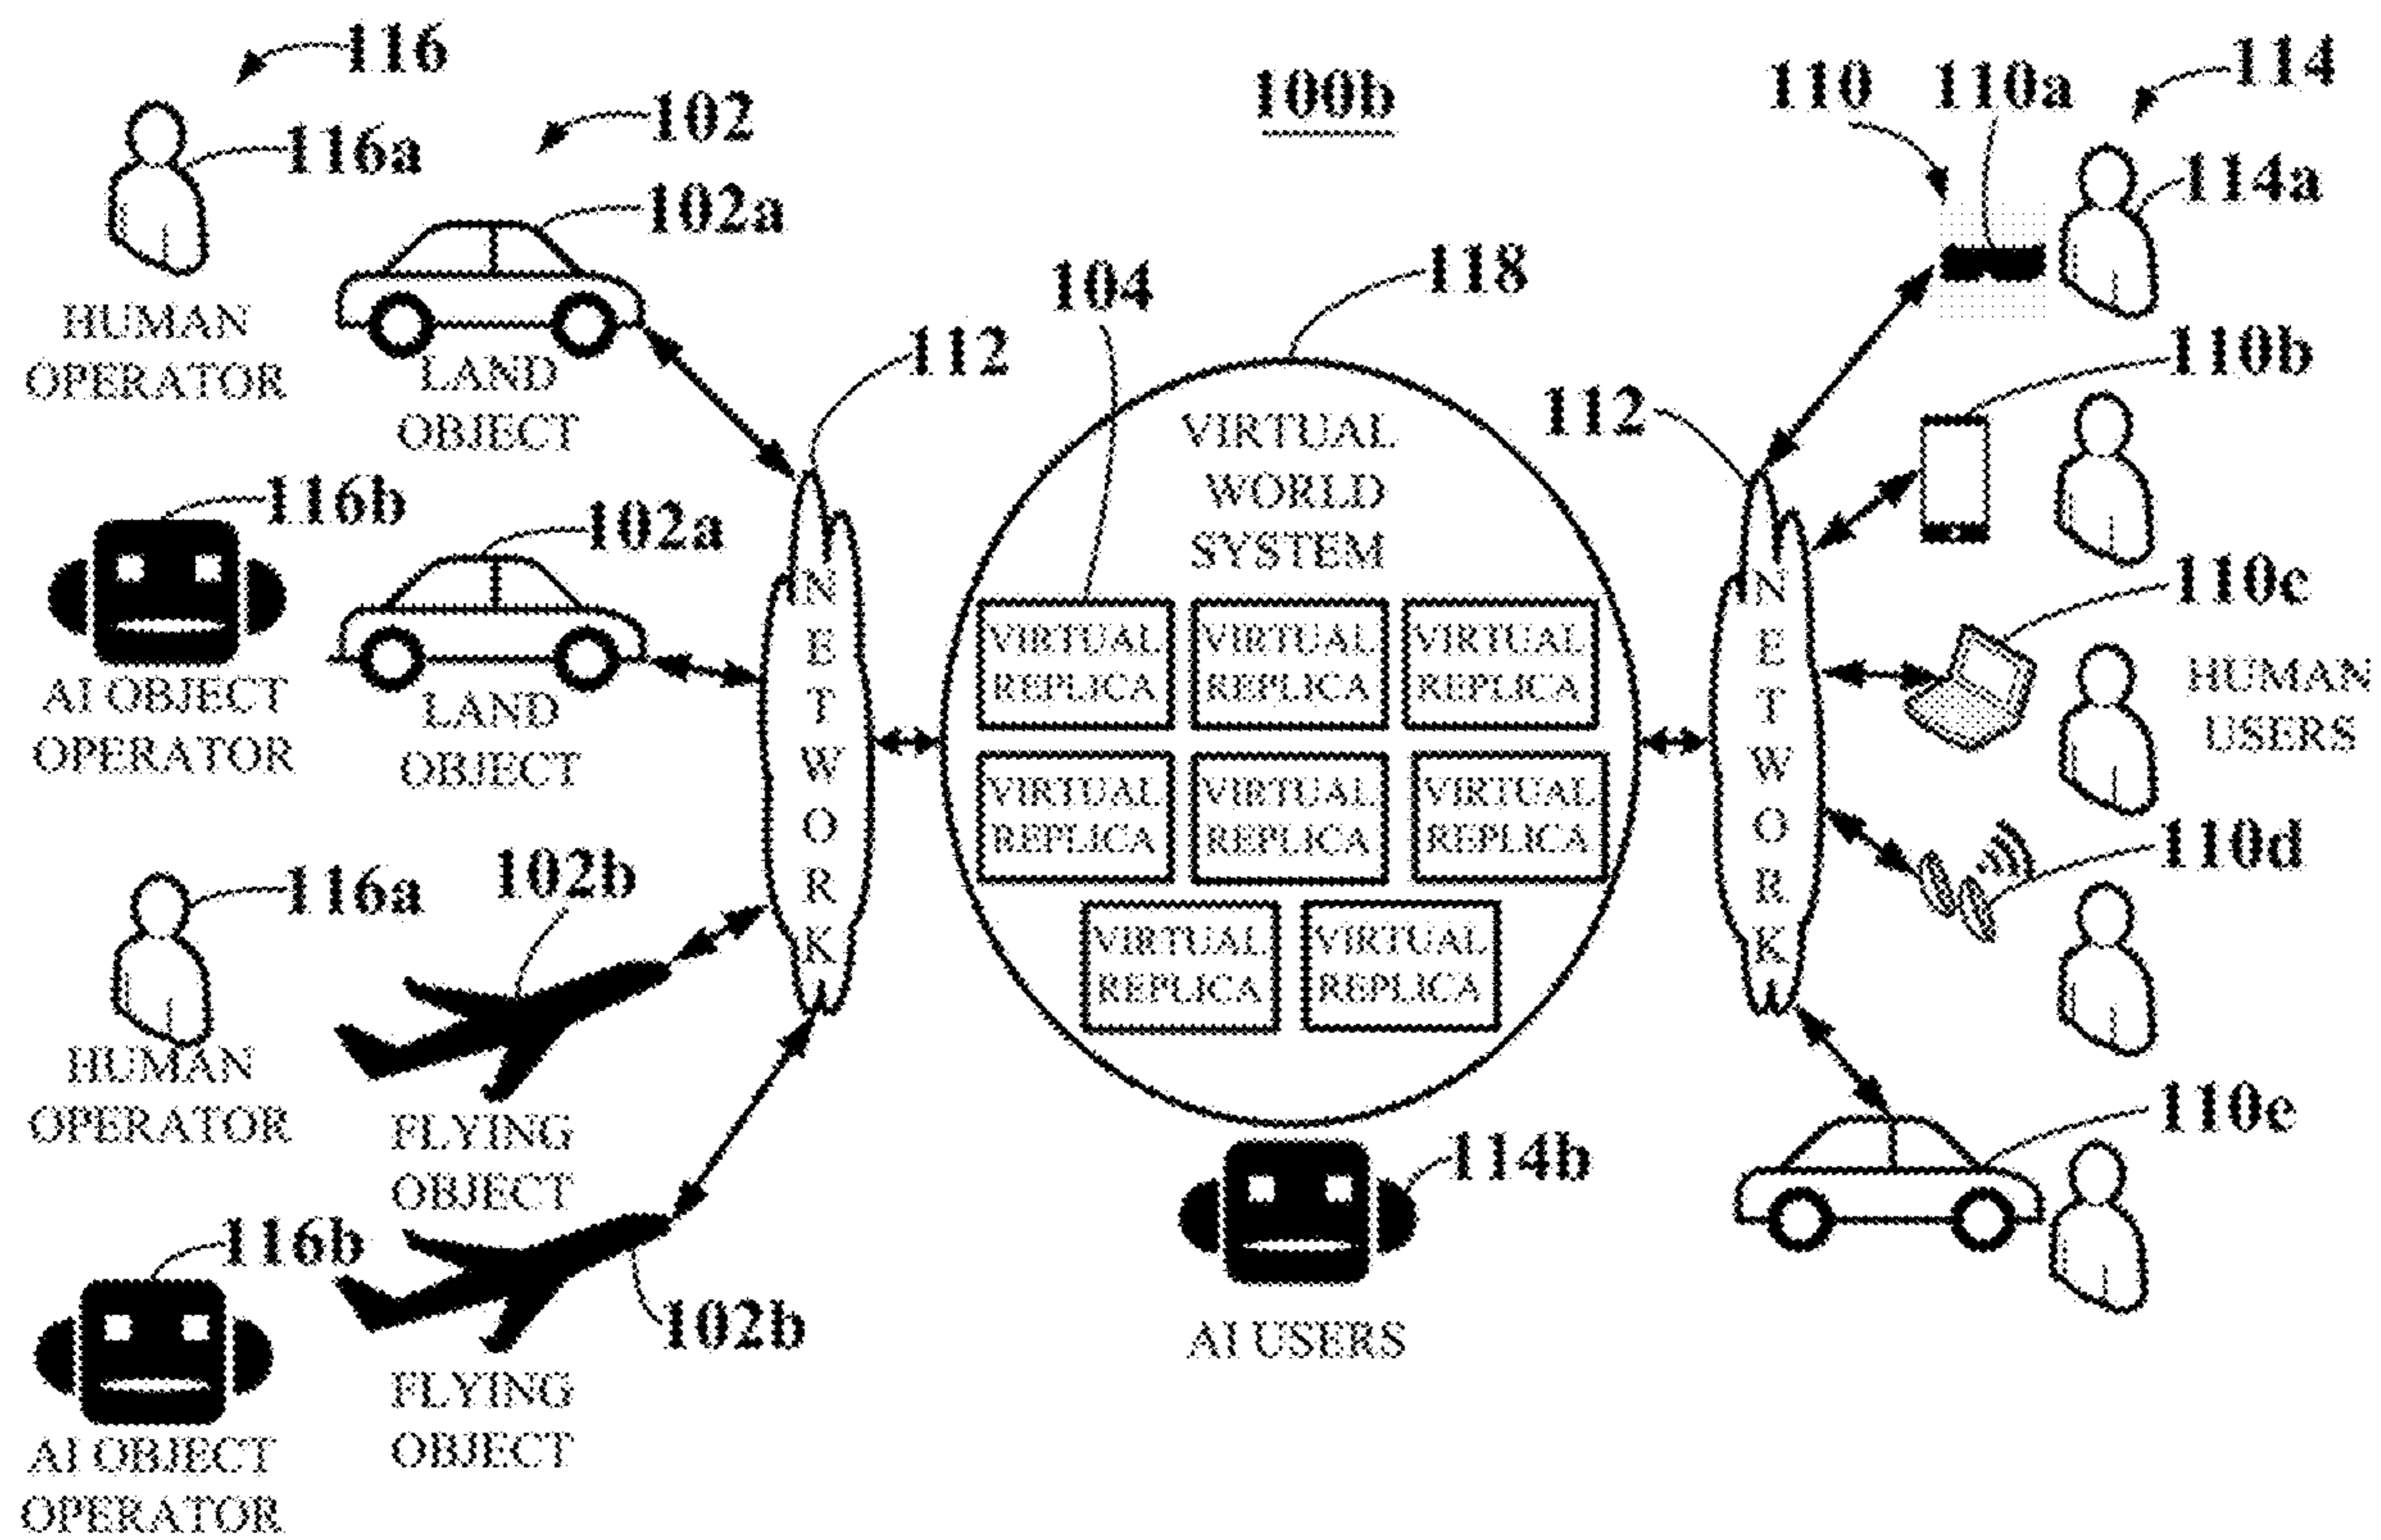 116
102
100b
110
110a
114
116a
102a
114a
104
118
HUMAN
OPERATOR
LAND
OBJECT
112
112
110b
VIRTUAL
WORLD
SYSTEM
116b
102a
110c
AI OBJECT
OPERATOR
LAND
OBJECT
NETWORK
VIRTUAL
REPLICA
VIRTUAL
REPLICA
VIRTUAL
REPLICA
VIRTUAL
REPLICA
VIRTUAL
REPLICA
VIRTUAL
REPLICA
VIRTUAL
REPLICA
VIRTUAL
REPLICA
NETWORK
HUMAN
USERS
116a
102b
110d
HUMAN
OPERATOR
FLYING
OBJECT
110e
114b
116b
102b
AI USERS
AI OBJECT
OPERATOR
FLYING
OBJECT